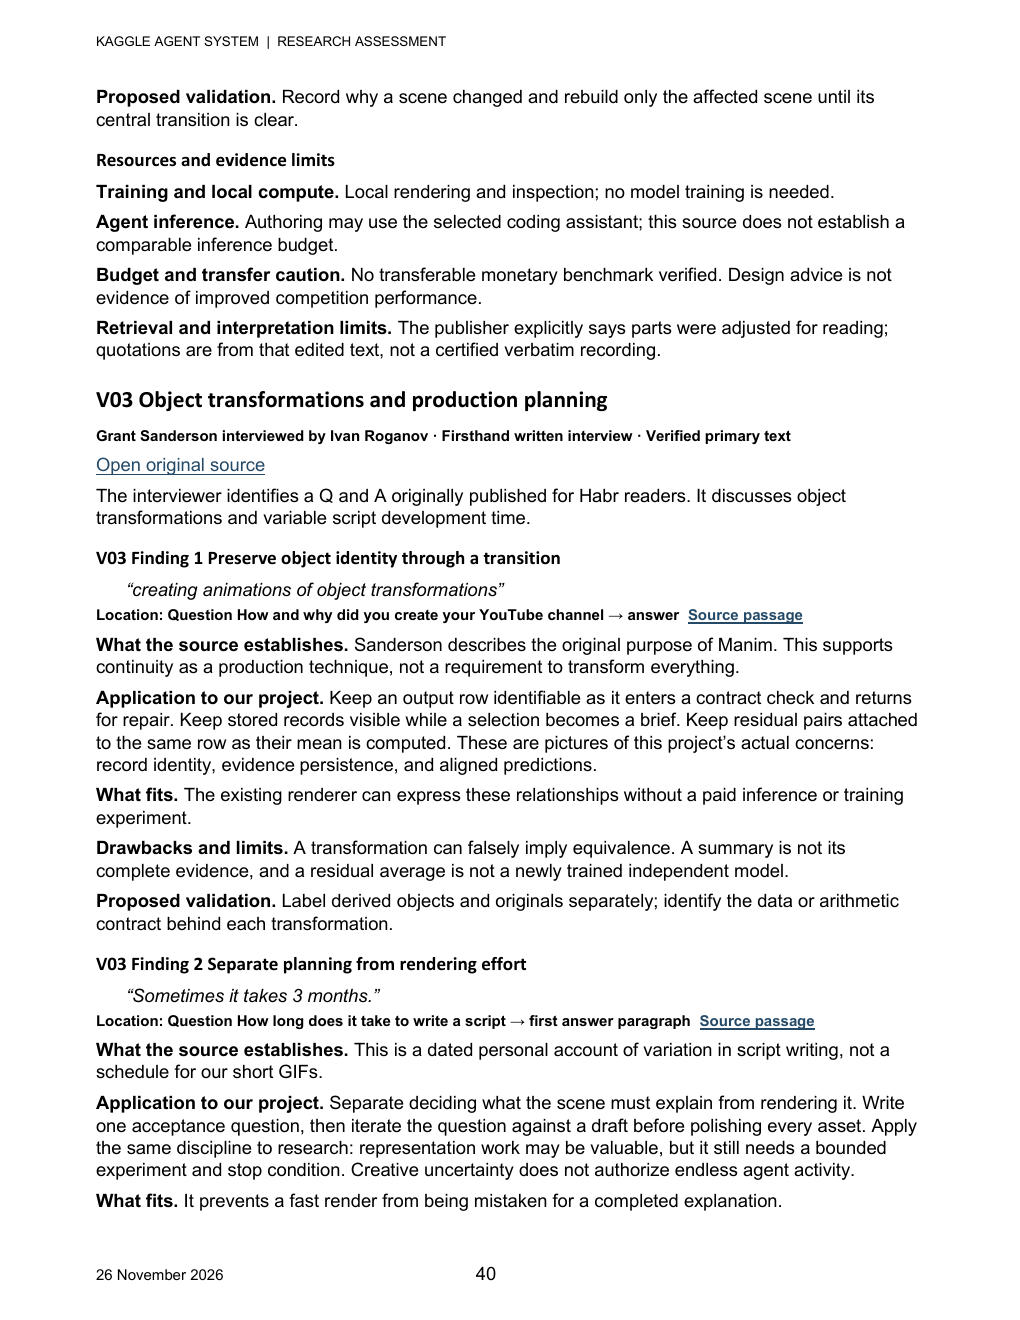 KAGGLE AGENT SYSTEM | RESEARCH ASSESSMENT
Proposed validation. Record why a scene changed and rebuild only the affected scene until its
central transition is clear.
Resources and evidence limits
Training and local compute. Local rendering and inspection; no model training is needed.
Agent inference. Authoring may use the selected coding assistant; this source does not establish a
comparable inference budget.
Budget and transfer caution. No transferable monetary benchmark verified. Design advice is not
evidence of improved competition performance.
Retrieval and interpretation limits. The publisher explicitly says parts were adjusted for reading;
quotations are from that edited text, not a certified verbatim recording.
V03 Object transformations and production planning
Grant Sanderson interviewed by Ivan Roganov · Firsthand written interview · Verified primary text
Open original source
The interviewer identifies a Q and A originally published for Habr readers. It discusses object
transformations and variable script development time.
V03 Finding 1 Preserve object identity through a transition
“creating animations of object transformations”
Location: Question How and why did you create your YouTube channel → answer Source passage
What the source establishes. Sanderson describes the original purpose of Manim. This supports
continuity as a production technique, not a requirement to transform everything.
Application to our project. Keep an output row identifiable as it enters a contract check and returns
for repair. Keep stored records visible while a selection becomes a brief. Keep residual pairs attached
to the same row as their mean is computed. These are pictures of this project’s actual concerns:
record identity, evidence persistence, and aligned predictions.
What fits. The existing renderer can express these relationships without a paid inference or training
experiment.
Drawbacks and limits. A transformation can falsely imply equivalence. A summary is not its
complete evidence, and a residual average is not a newly trained independent model.
Proposed validation. Label derived objects and originals separately; identify the data or arithmetic
contract behind each transformation.
V03 Finding 2 Separate planning from rendering effort
“Sometimes it takes 3 months.”
Location: Question How long does it take to write a script → first answer paragraph Source passage
What the source establishes. This is a dated personal account of variation in script writing, not a
schedule for our short GIFs.
Application to our project. Separate deciding what the scene must explain from rendering it. Write
one acceptance question, then iterate the question against a draft before polishing every asset. Apply
the same discipline to research: representation work may be valuable, but it still needs a bounded
experiment and stop condition. Creative uncertainty does not authorize endless agent activity.
What fits. It prevents a fast render from being mistaken for a completed explanation.
26 November 2026 40